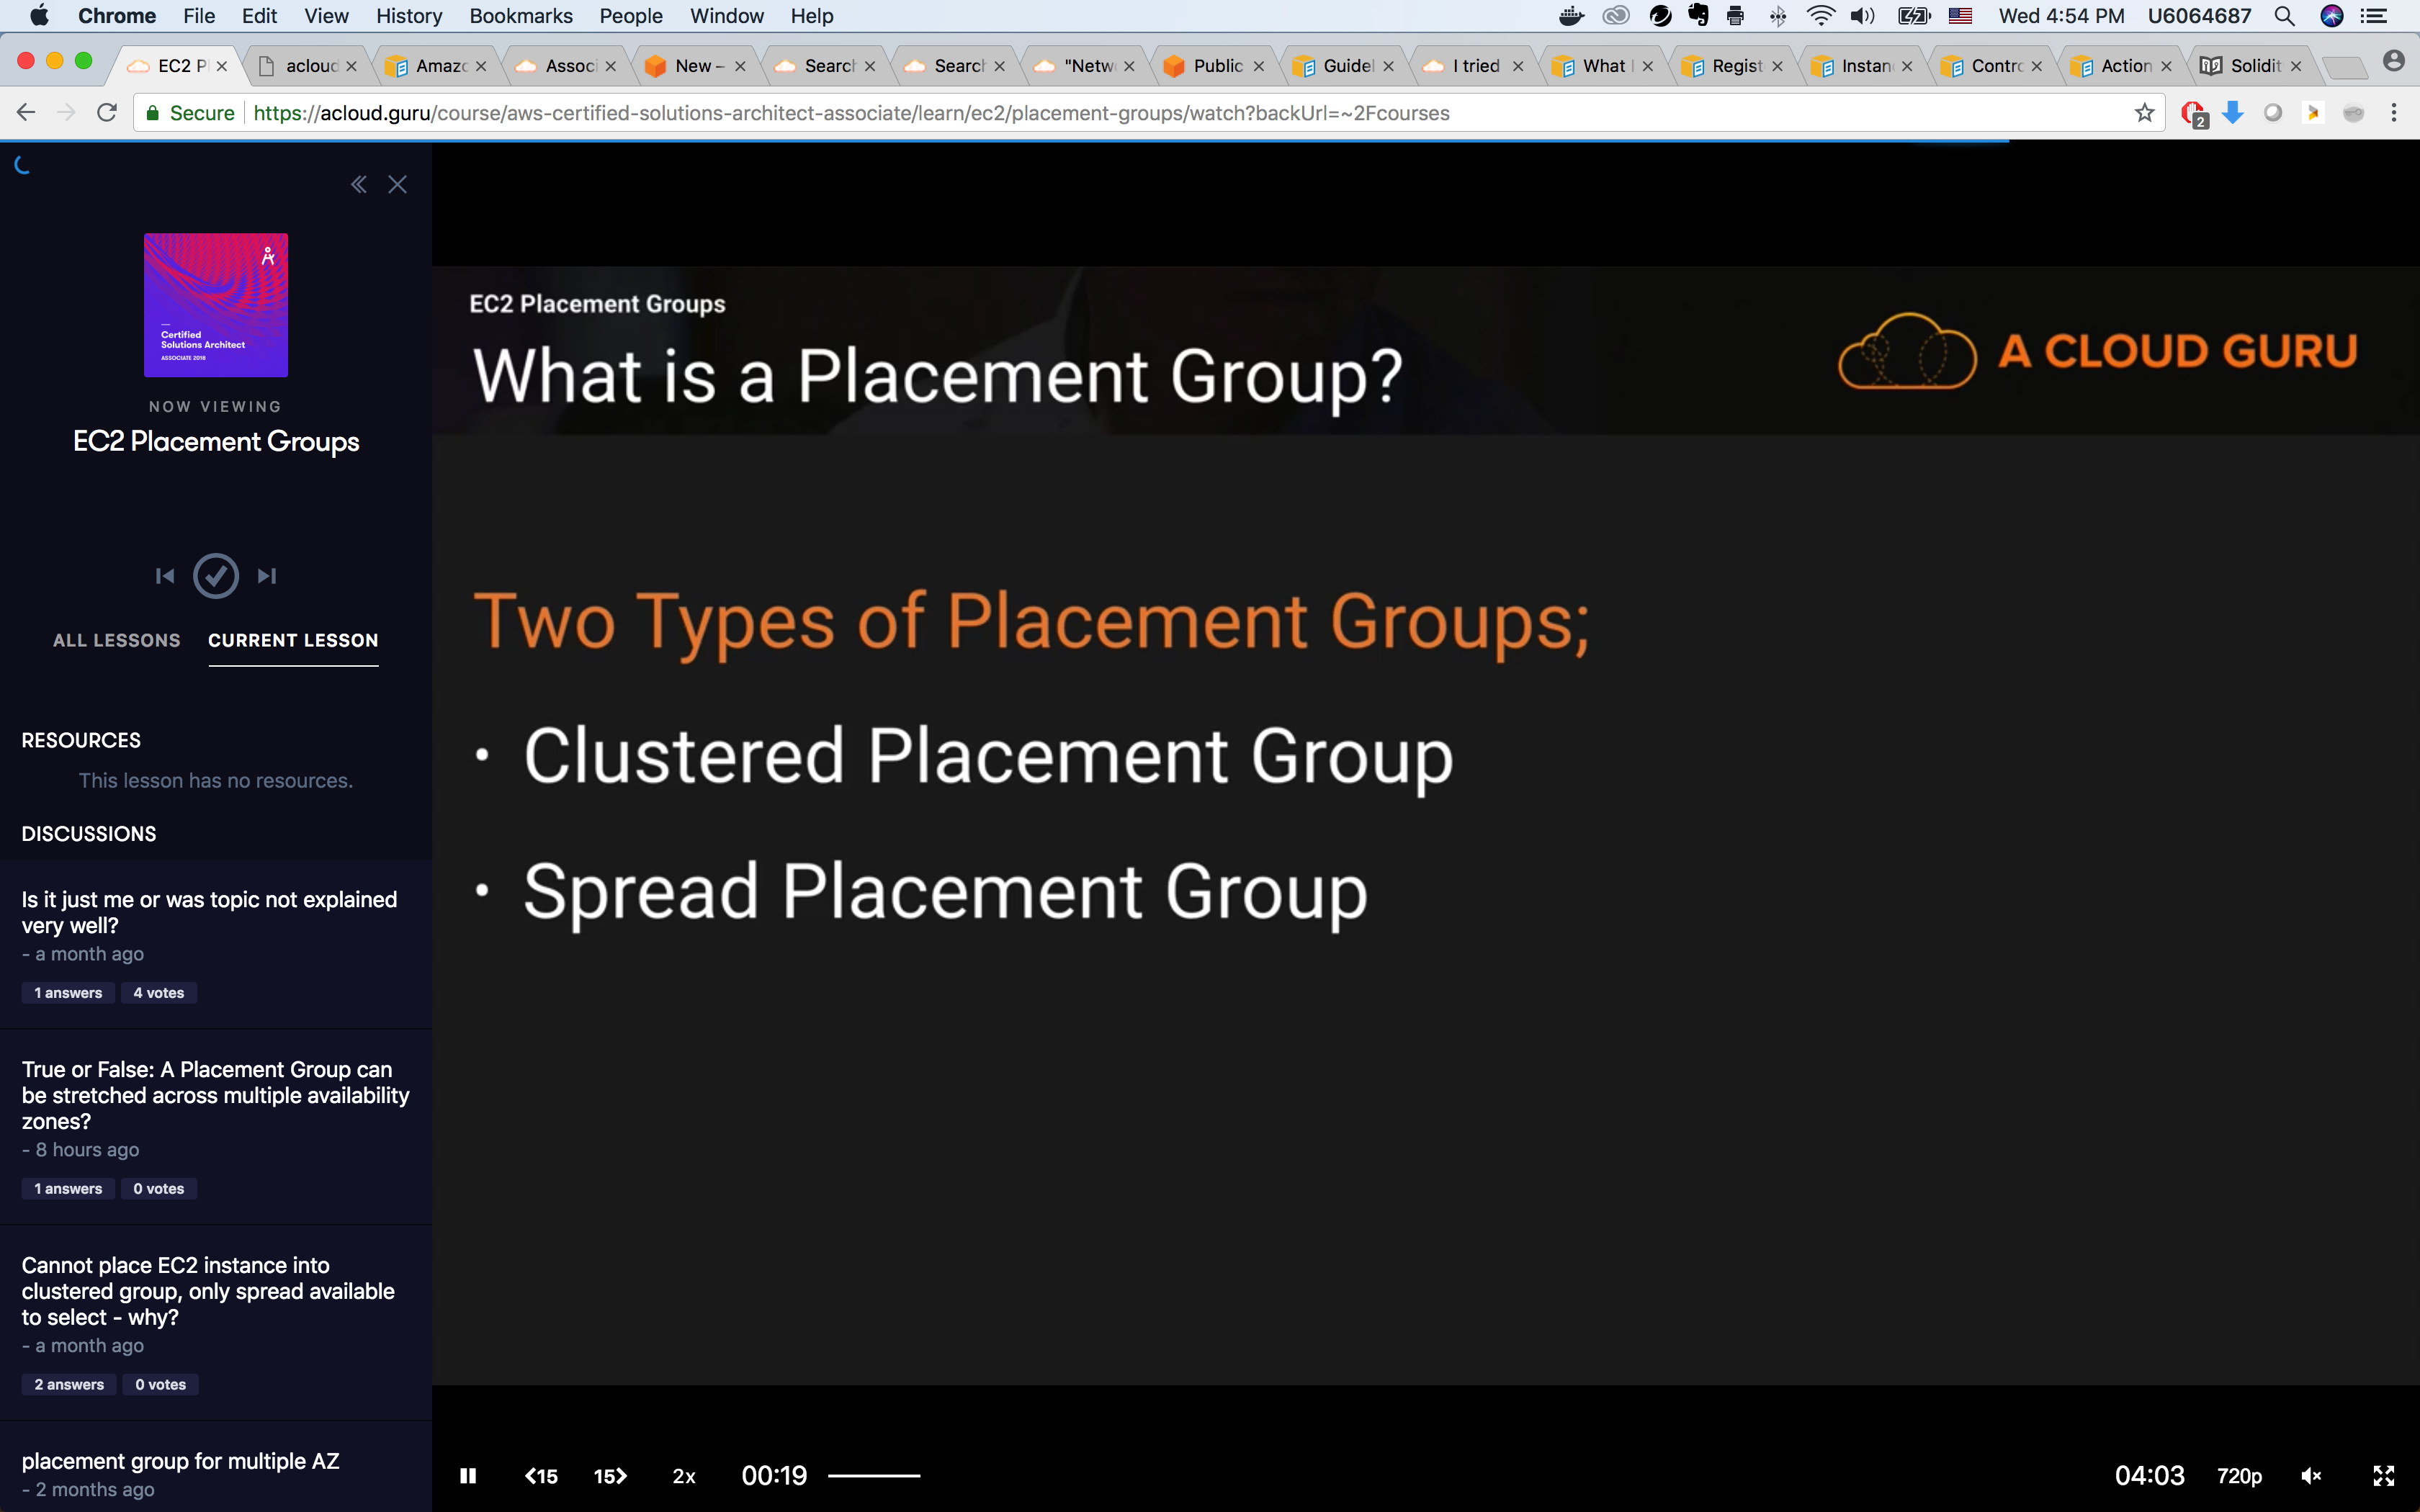 Chrome File Edit View History Bookmarks People Window Help Wed 4:54 PM U6064687
EC2 P acloud Amazo Associ New – Search Search "Netw Public Guidel I tried What I Regist Instan Contro Action Solidit
Secure https://acloud.guru/course/aws-certified-solutions-architect-associate/learn/ec2/placement-groups/watch?backUrl=~2Fcourses
2
Certified
Solutions Architect
ASSOCIATE 2018
NOW VIEWING
EC2 Placement Groups
ALL LESSONS CURRENT LESSON
RESOURCES
This lesson has no resources.
DISCUSSIONS
Is it just me or was topic not explained
very well?
- a month ago
1 answers 4 votes
True or False: A Placement Group can
be stretched across multiple availability
zones?
- 8 hours ago
1 answers 0 votes
Cannot place EC2 instance into
clustered group, only spread available
to select - why?
- a month ago
2 answers 0 votes
placement group for multiple AZ
- 2 months ago
EC2 Placement Groups
What is a Placement Group?
A CLOUD GURU
Two Types of Placement Groups;
• Clustered Placement Group
• Spread Placement Group
<15 15> 2x 00:19 04:03 720p